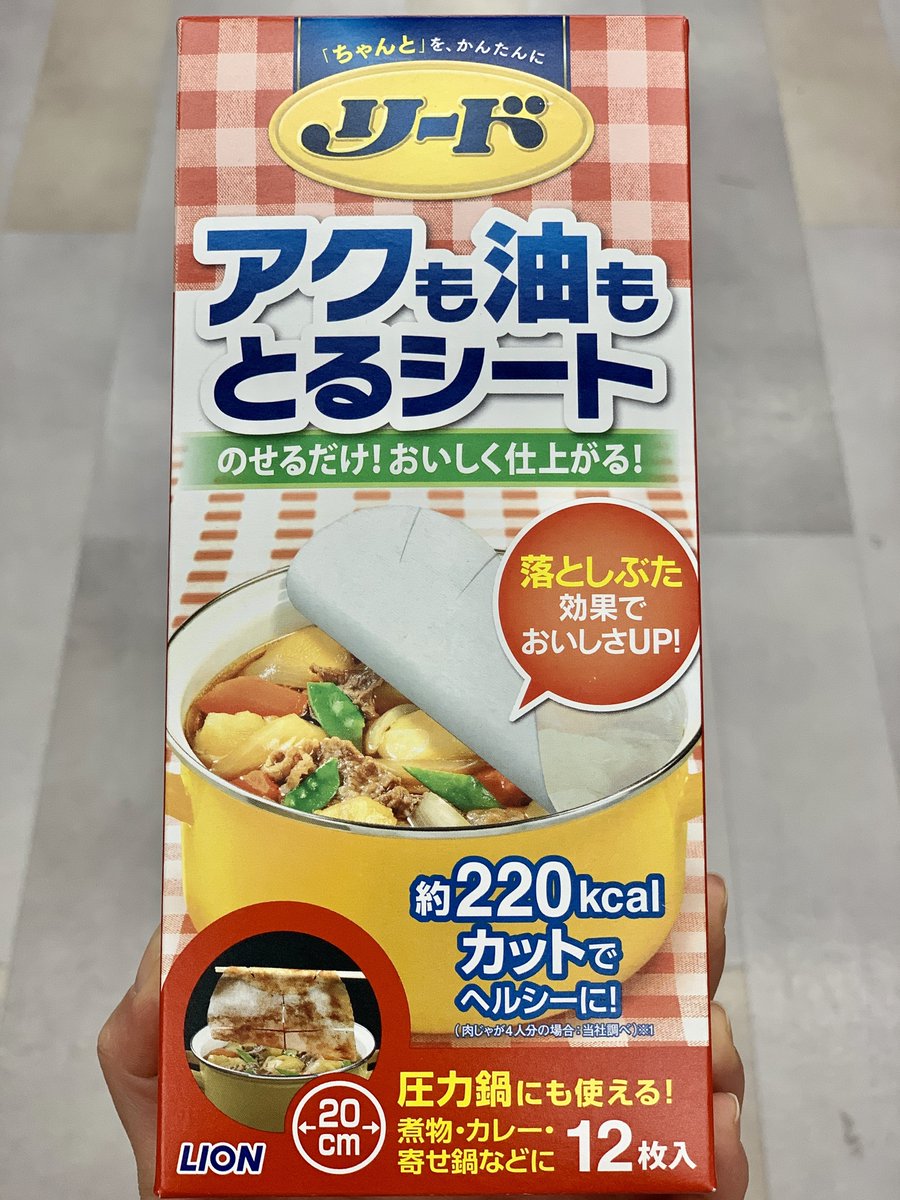 「ちゃんと」を、かんたんに
リード
アクも油も
とるシート
のせるだけ!おいしく仕上がる!
落としぶた
効果で
おいしさUP!
約220kcal
カットで
ヘルシーに!
(肉じゃが4人分の場合:当社調べ)※1
圧力鍋にも使える!
煮物・カレー・
寄せ鍋などに
12枚入
20
cm
LION